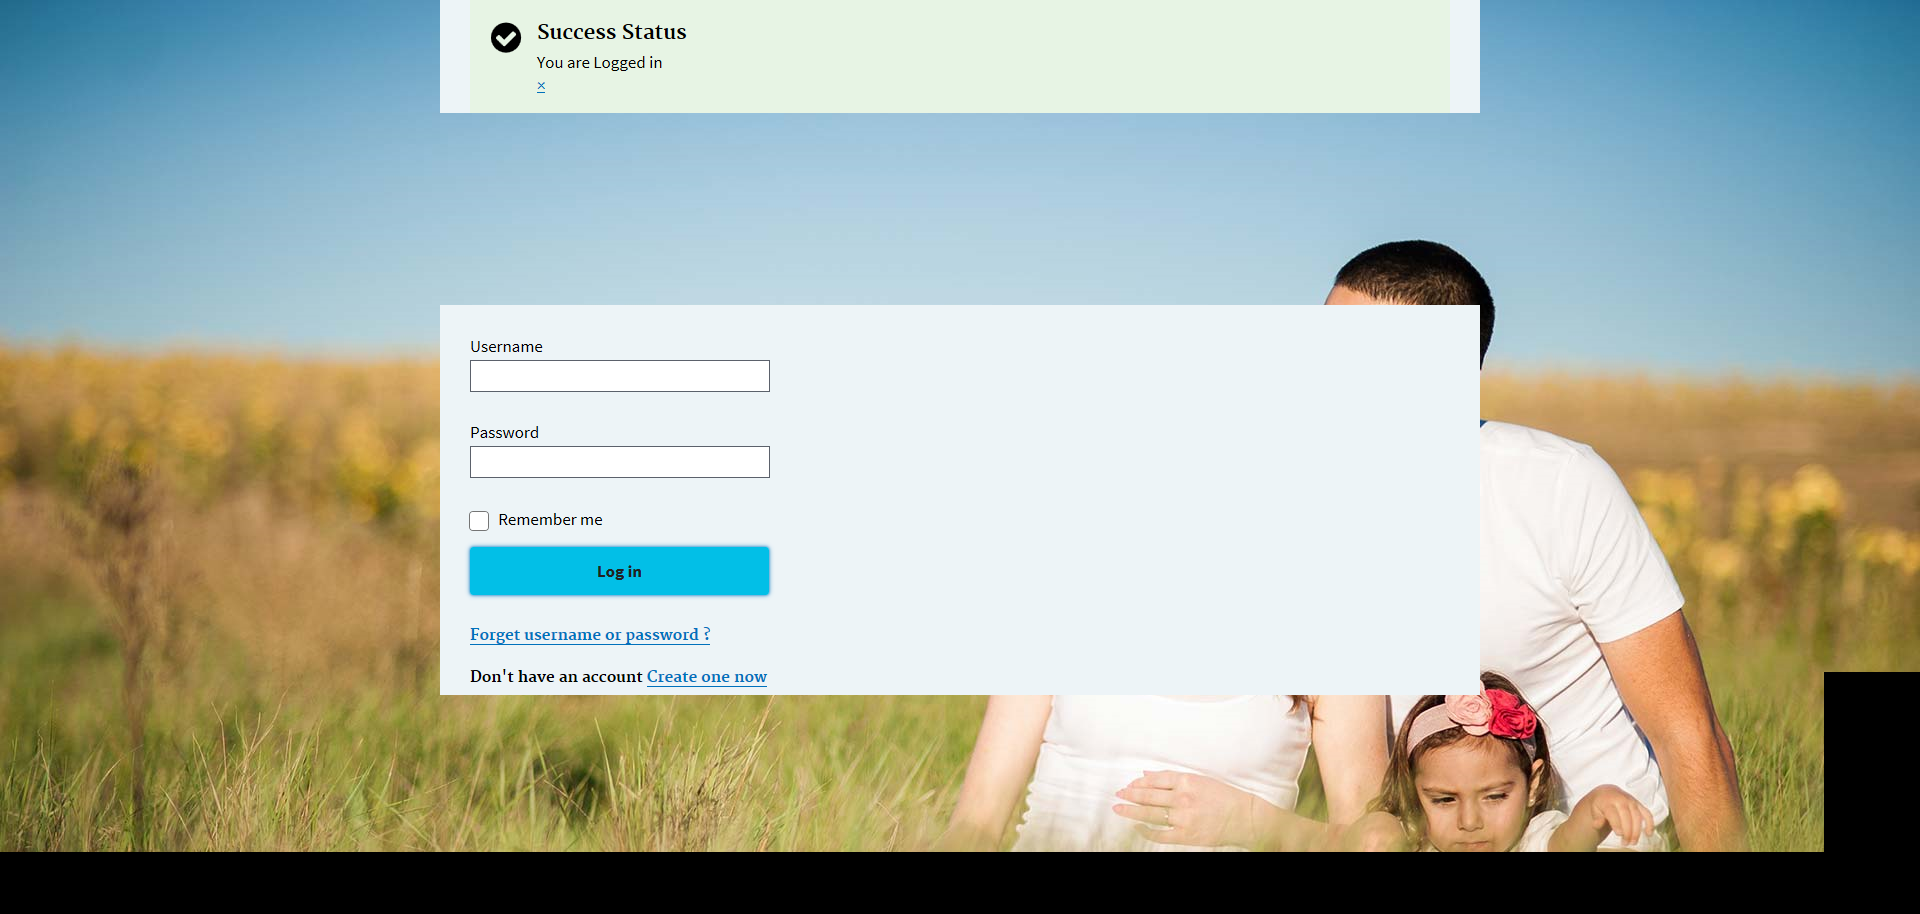 Success Status
You are Logged in
×
Username
Password
Remember me
Log in
Forget username or password ?
Don't have an account Create one now